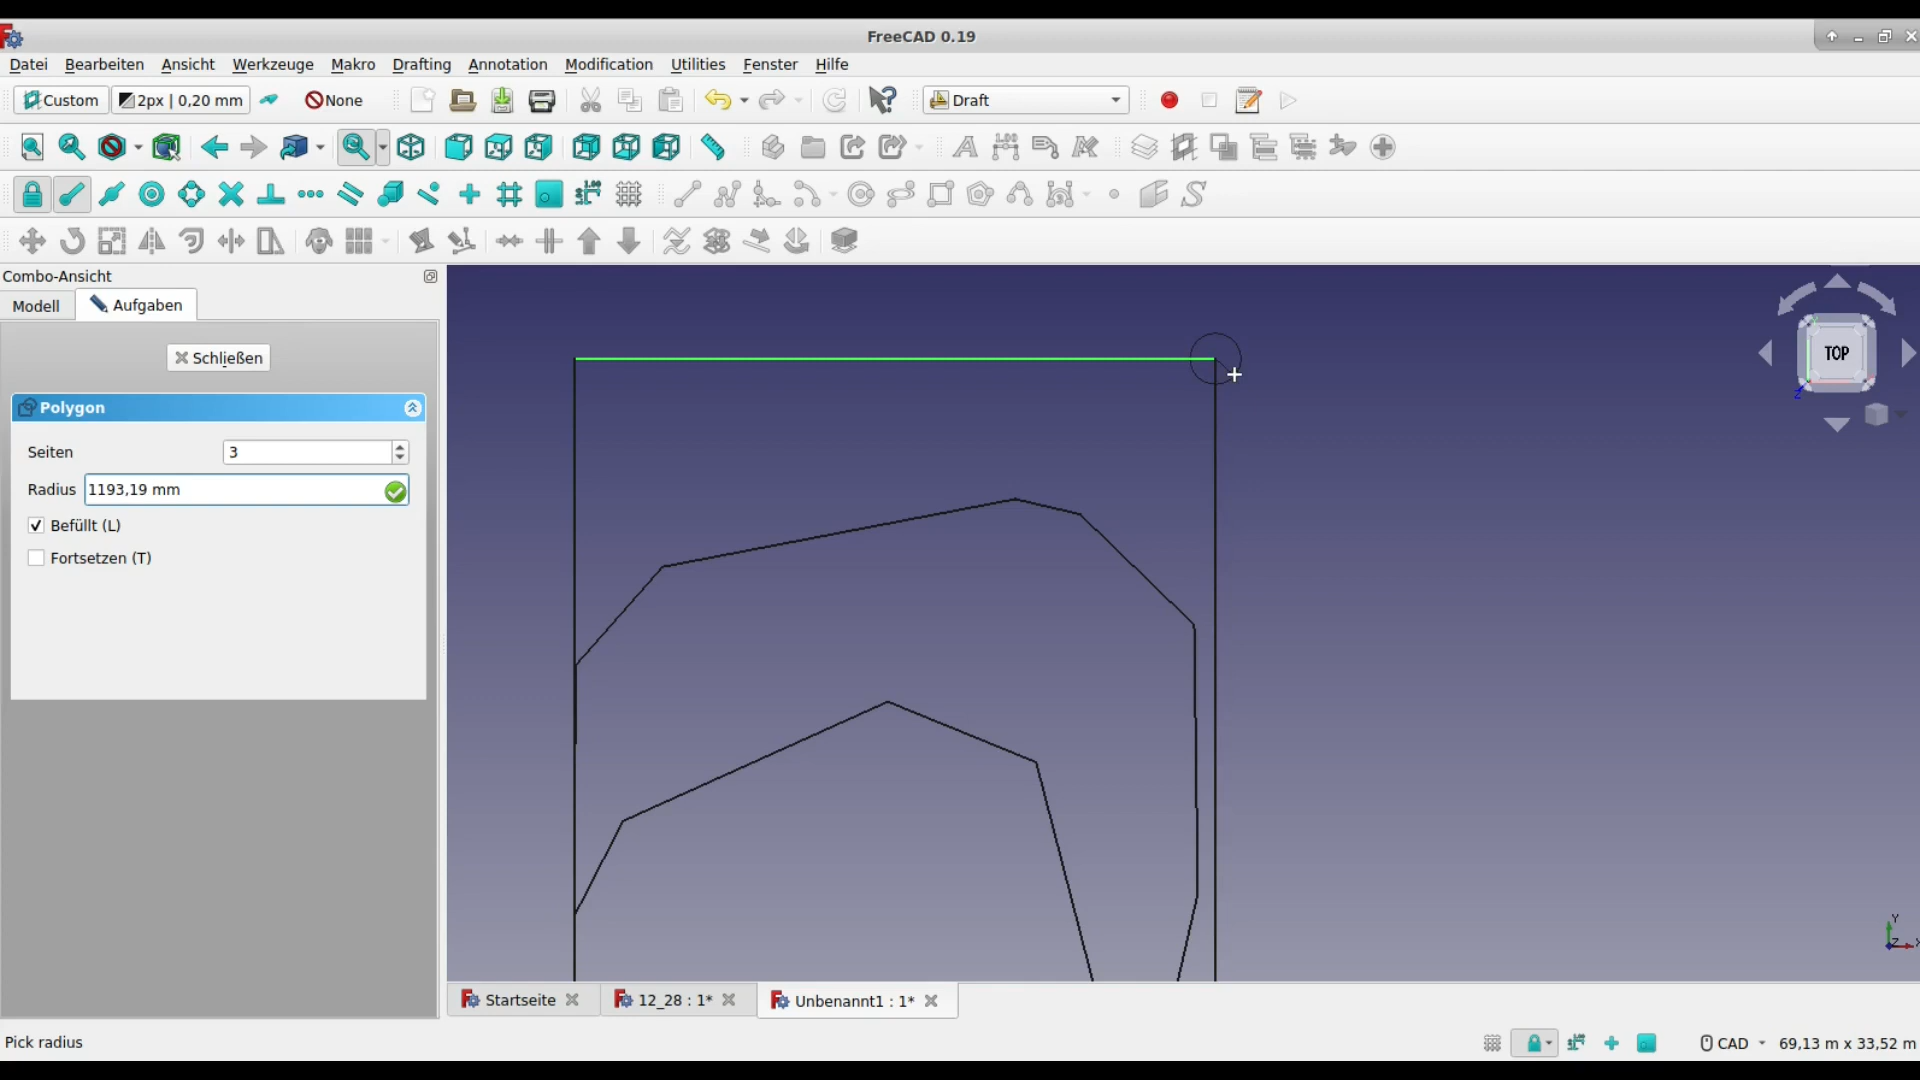 FreeCAD 0.19
Datei Bearbeiten Ansicht Werkzeuge Makro Drafting Annotation Modification Utilities Fenster Hilfe
Custom 2px | 0,20 mm None Draft
Combo-Ansicht
Modell Aufgaben
Schließen
Polygon
Seiten 3
Radius 1193,19 mm
Befüllt (L)
Fortsetzen (T)
TOP
Z
Y
Z X
Startseite 12_28 : 1* Unbenannt1 : 1*
Pick radius CAD 69,13 m x 33,52 m